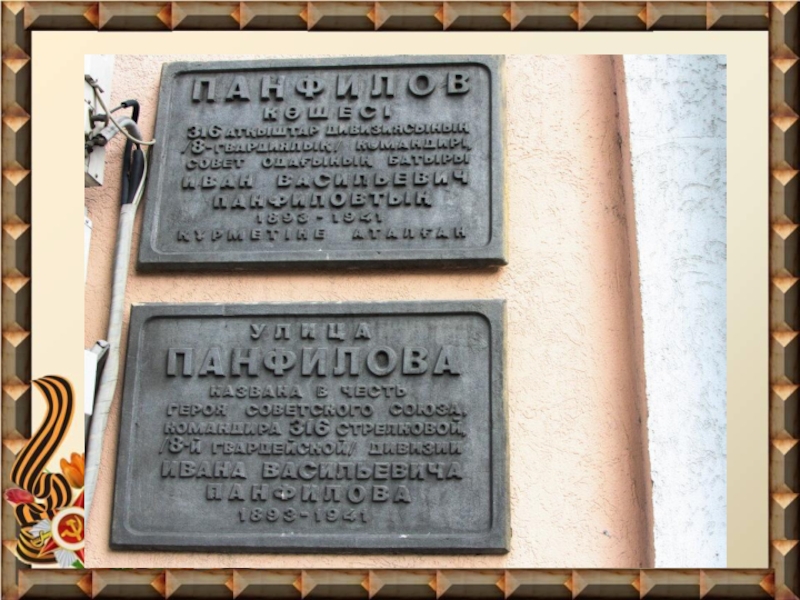 ПАНФИЛОВ
КӨШЕСІ
316 АТҚЫШТАР ДИВИЗИЯСЫНЫҢ
/8-ГВАРДИЯЛЫҚ/ КОМАНДИРІ,
СОВЕТ ОДАҒЫНЫҢ БАТЫРЫ
ИВАН ВАСИЛЬЕВИЧ
ПАНФИЛОВТЫҢ
1893-1941
ҚҰРМЕТІНЕ АТАЛҒАН
УЛИЦА
ПАНФИЛОВА
НАЗВАНА В ЧЕСТЬ
ГЕРОЯ СОВЕТСКОГО СОЮЗА,
КОМАНДИРА 316 СТРЕЛКОВОЙ,
/8-Й ГВАРДЕЙСКОЙ/ ДИВИЗИИ
ИВАНА ВАСИЛЬЕВИЧА
ПАНФИЛОВА
1893-1941